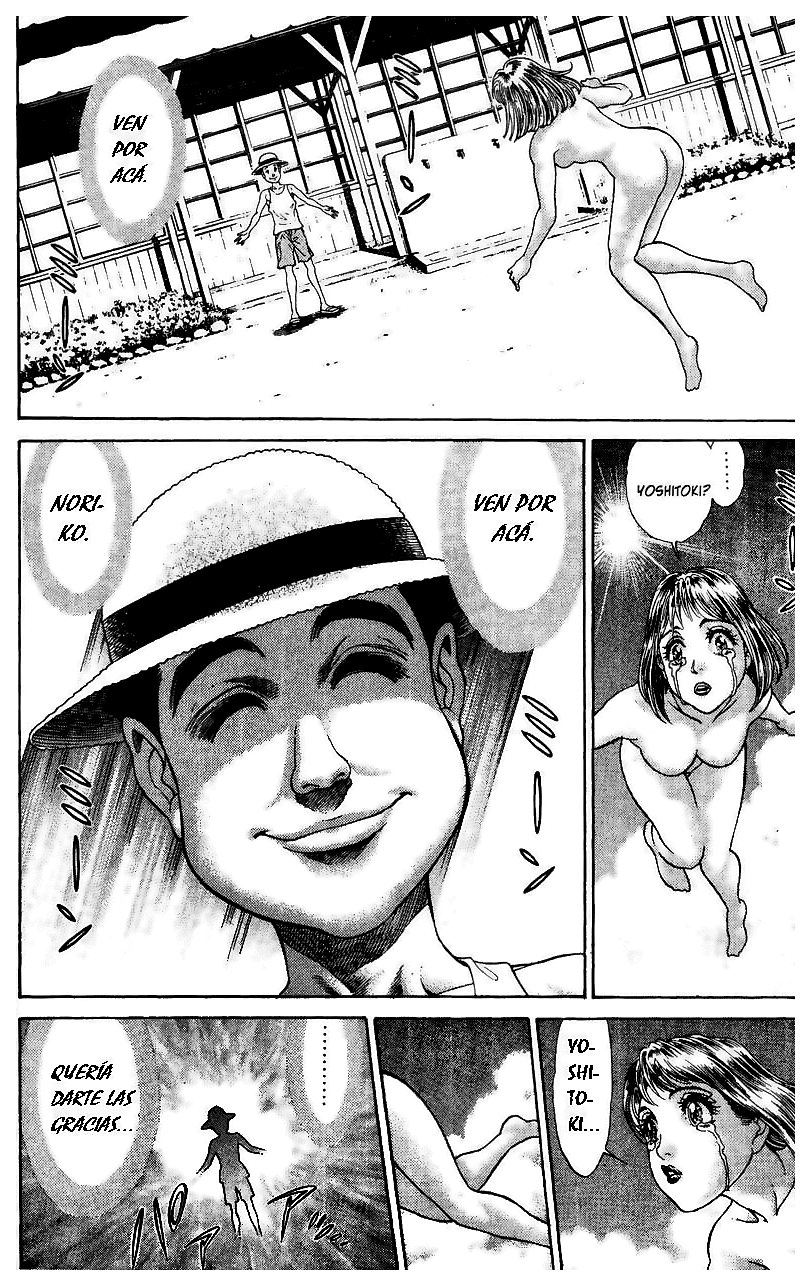 VEN
POR
ACÁ.
YOSHITOKI?
VEN POR
ACÁ.
NORI-
KO.
YO-
SHI-
TO-
KI...
QUERÍA
DARTE LAS
GRACIAS...